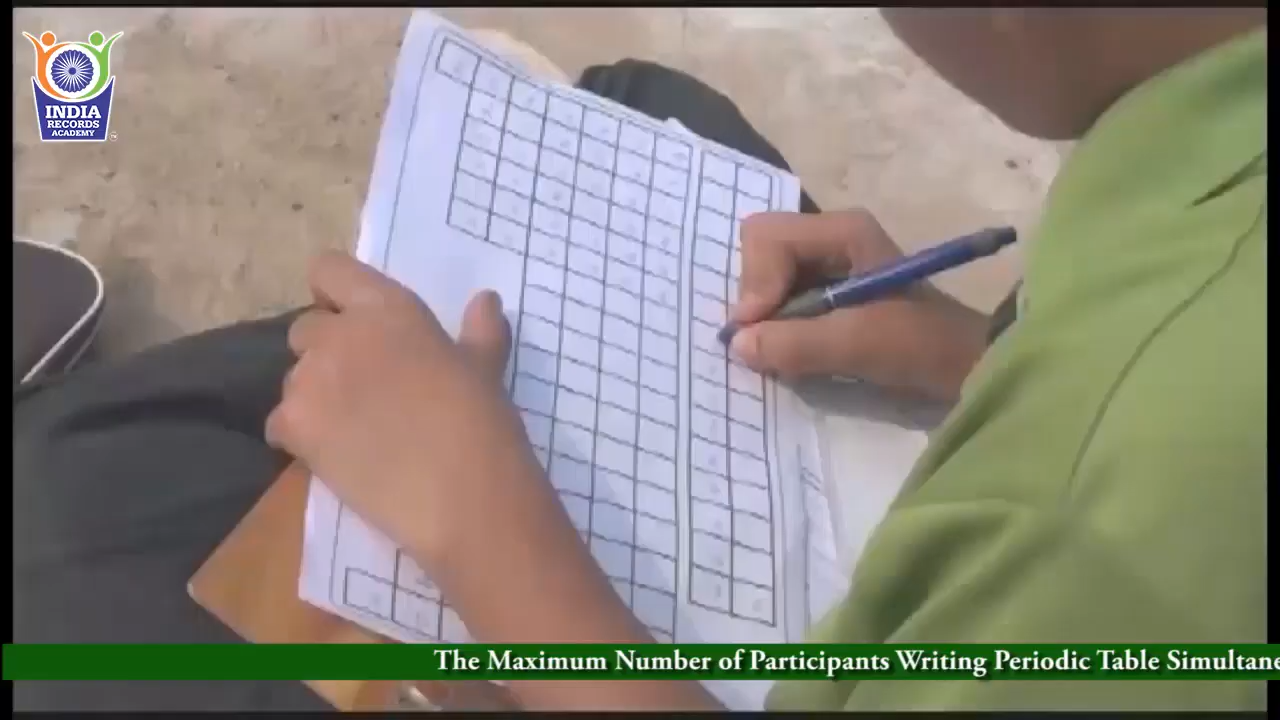 INDIA
RECORDS
ACADEMY
The Maximum Number of Participants Writing Periodic Table Simultane